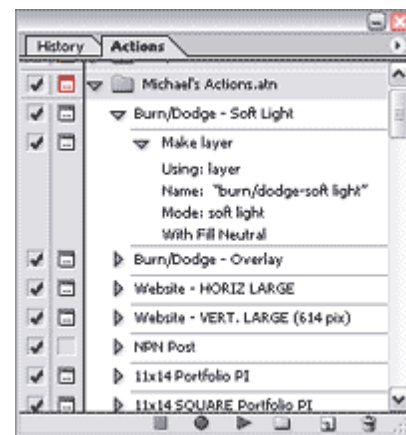 History
Actions
Michael's Actions.atn
Burn/Dodge - Soft Light
Make layer
Using: layer
Name: "burn/dodge-soft light"
Mode: soft light
With Fill Neutral
Burn/Dodge - Overlay
Website - HORIZ LARGE
Website - VERT. LARGE (614 pix)
NPN Post
11x14 Portfolio PI
11x14 SQUARE Portfolio PI